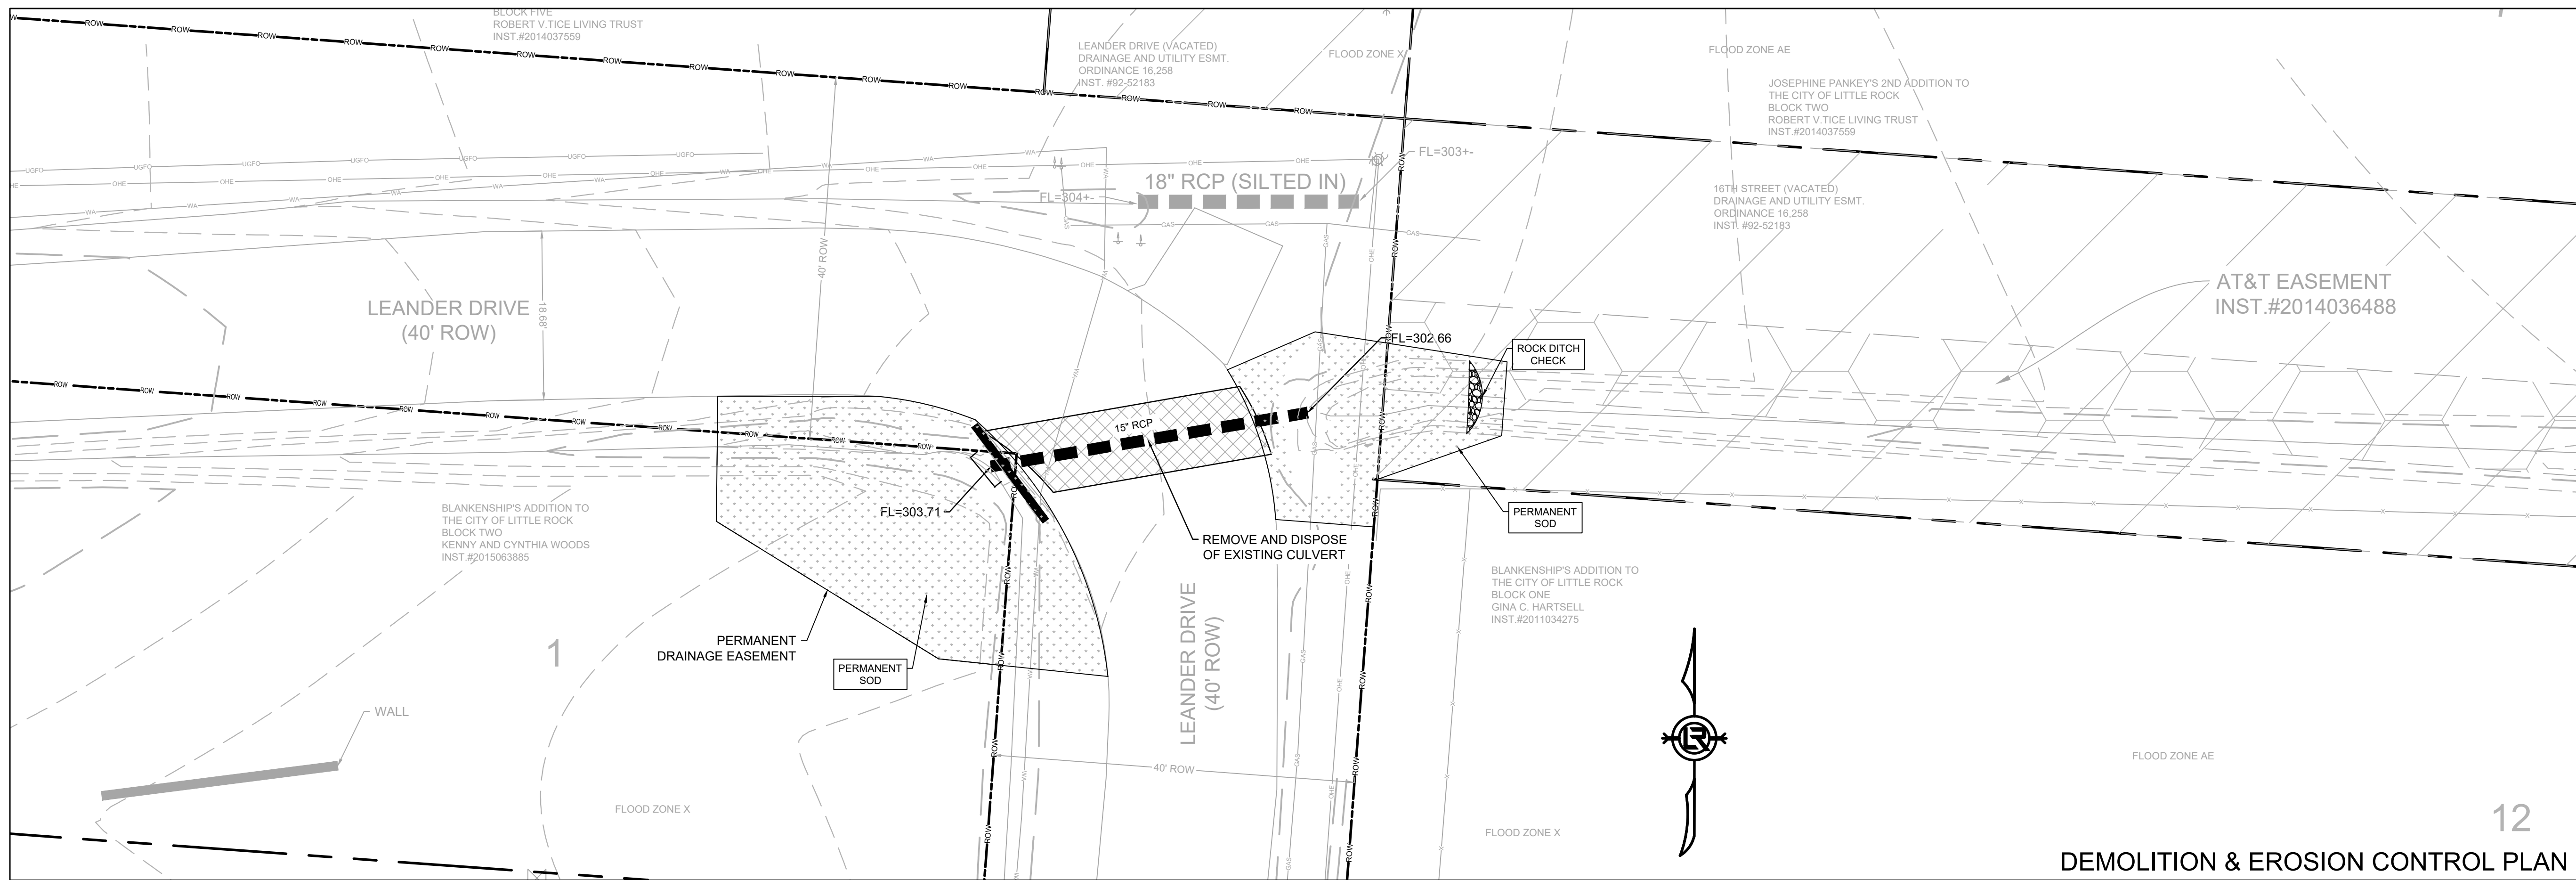 BLOCK FIVE
ROBERT V.TICE LIVING TRUST
INST.#2014037559
LEANDER DRIVE (VACATED)
DRAINAGE AND UTILITY ESMT.
ORDINANCE 16,258
INST. #92-52183
FLOOD ZONE X
FLOOD ZONE AE
JOSEPHINE PANKEY'S 2ND ADDITION TO
THE CITY OF LITTLE ROCK
BLOCK TWO
ROBERT V.TICE LIVING TRUST
INST.#2014037559
FL=303+-
18" RCP (SILTED IN)
FL=304+-
16TH STREET (VACATED)
DRAINAGE AND UTILITY ESMT.
ORDINANCE 16,258
INST. #92-52183
40' ROW
AT&T EASEMENT
INST.#2014036488
LEANDER DRIVE
(40' ROW)
18.68'
FL=302.66
ROCK DITCH
CHECK
15" RCP
BLANKENSHIP'S ADDITION TO
THE CITY OF LITTLE ROCK
BLOCK TWO
KENNY AND CYNTHIA WOODS
INST.#2015063885
FL=303.71
REMOVE AND DISPOSE
OF EXISTING CULVERT
PERMANENT
SOD
BLANKENSHIP'S ADDITION TO
THE CITY OF LITTLE ROCK
BLOCK ONE
GINA C. HARTSELL
INST.#2011034275
LEANDER DRIVE
(40' ROW)
PERMANENT
DRAINAGE EASEMENT
PERMANENT
SOD
1
WALL
40' ROW
LR
FLOOD ZONE AE
FLOOD ZONE X
FLOOD ZONE X
12
DEMOLITION & EROSION CONTROL PLAN
ROW
UGFO
OHE
WA
GAS
X